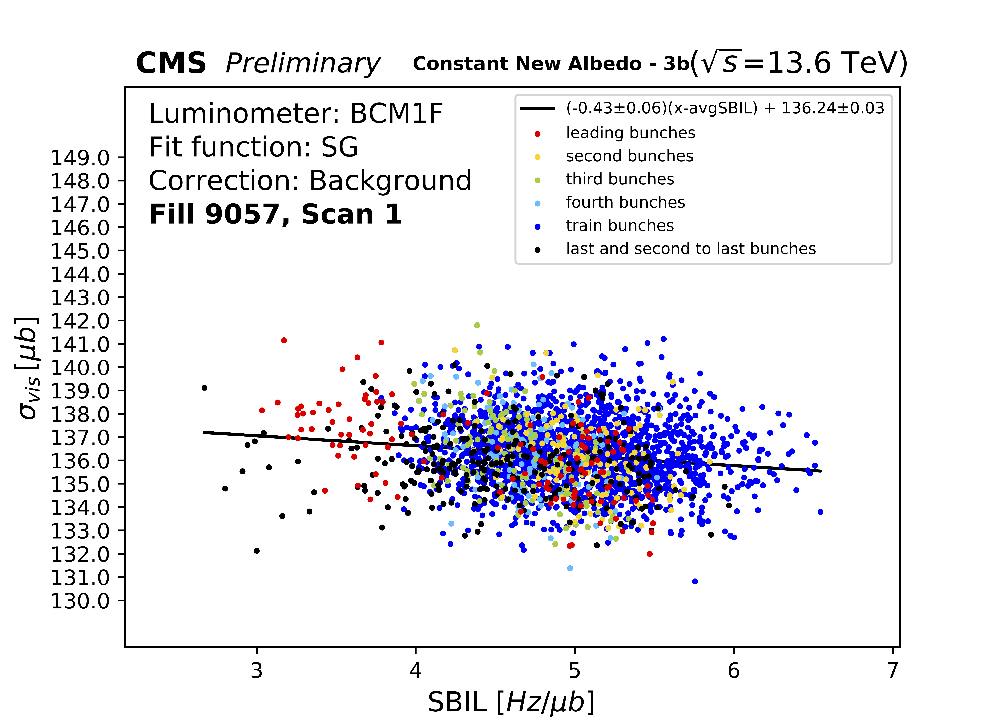 CMS Preliminary Constant New Albedo - 3b(√s=13.6 TeV)
Luminometer: BCM1F
Fit function: SG
Correction: Background
Fill 9057, Scan 1
(-0.43±0.06)(x-avgSBIL) + 136.24±0.03
leading bunches
second bunches
third bunches
fourth bunches
train bunches
last and second to last bunches
149.0
148.0
147.0
146.0
145.0
144.0
143.0
142.0
141.0
140.0
139.0
138.0
137.0
136.0
135.0
134.0
133.0
132.0
131.0
130.0
σvis [μb]
3 4 5 6 7
SBIL [Hz/μb]